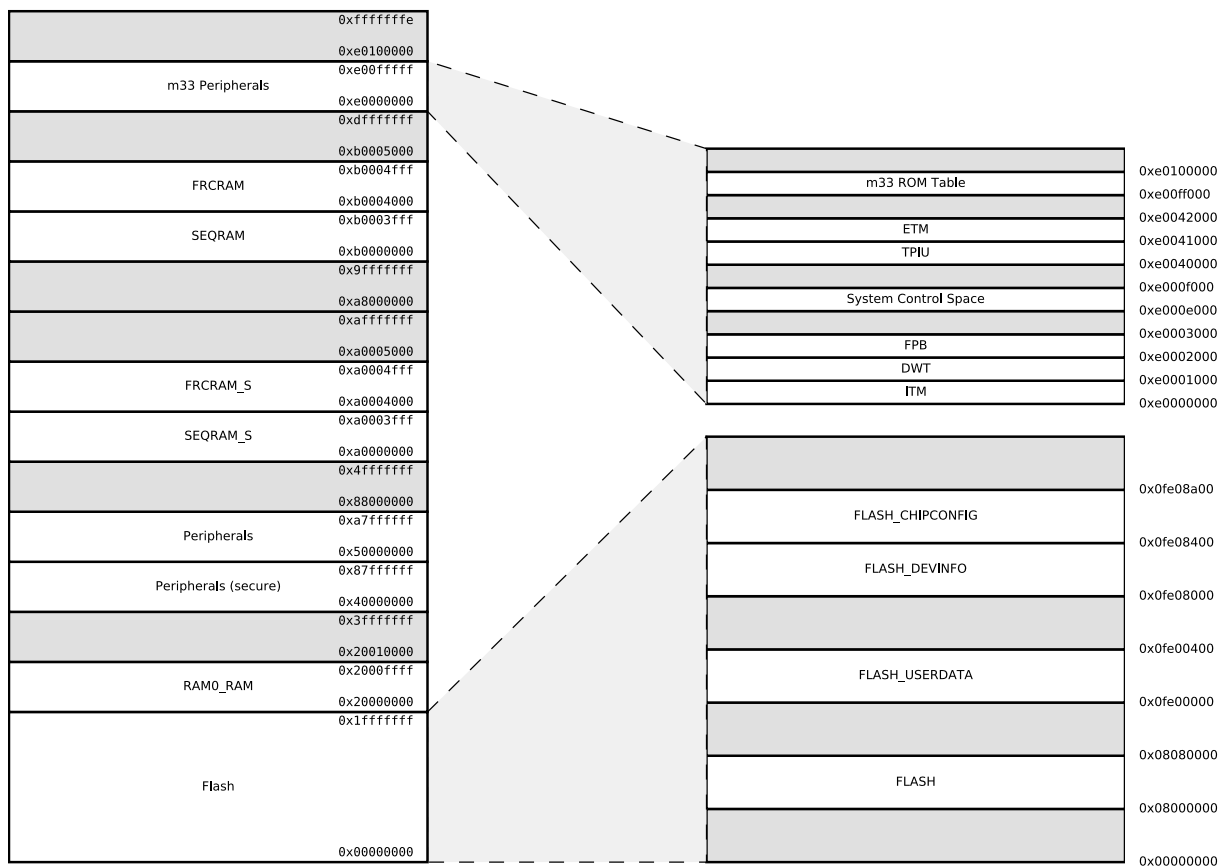 0xfffffffe
0xe0100000
0xe00fffff
m33 Peripherals
0xe0000000
0xdfffffff
0xb0005000
0xb0004fff
FRCRAM
0xb0004000
0xb0003fff
SEQRAM
0xb0000000
0x9fffffff
0xa8000000
0xafffffff
0xa0005000
0xa0004fff
FRCRAM_S
0xa0004000
0xa0003fff
SEQRAM_S
0xa0000000
0x4fffffff
0x88000000
0xa7ffffff
Peripherals
0x50000000
0x87ffffff
Peripherals (secure)
0x40000000
0x3fffffff
0x20010000
0x2000ffff
RAM0_RAM
0x20000000
0x1fffffff
Flash
0x00000000
0xe0100000
m33 ROM Table
0xe00ff000
0xe0042000
ETM
0xe0041000
TPIU
0xe0040000
0xe000f000
System Control Space
0xe000e000
0xe0003000
FPB
0xe0002000
DWT
0xe0001000
ITM
0xe0000000
0x0fe08a00
FLASH_CHIPCONFIG
0x0fe08400
FLASH_DEVINFO
0x0fe08000
0x0fe00400
FLASH_USERDATA
0x0fe00000
0x08080000
FLASH
0x08000000
0x00000000